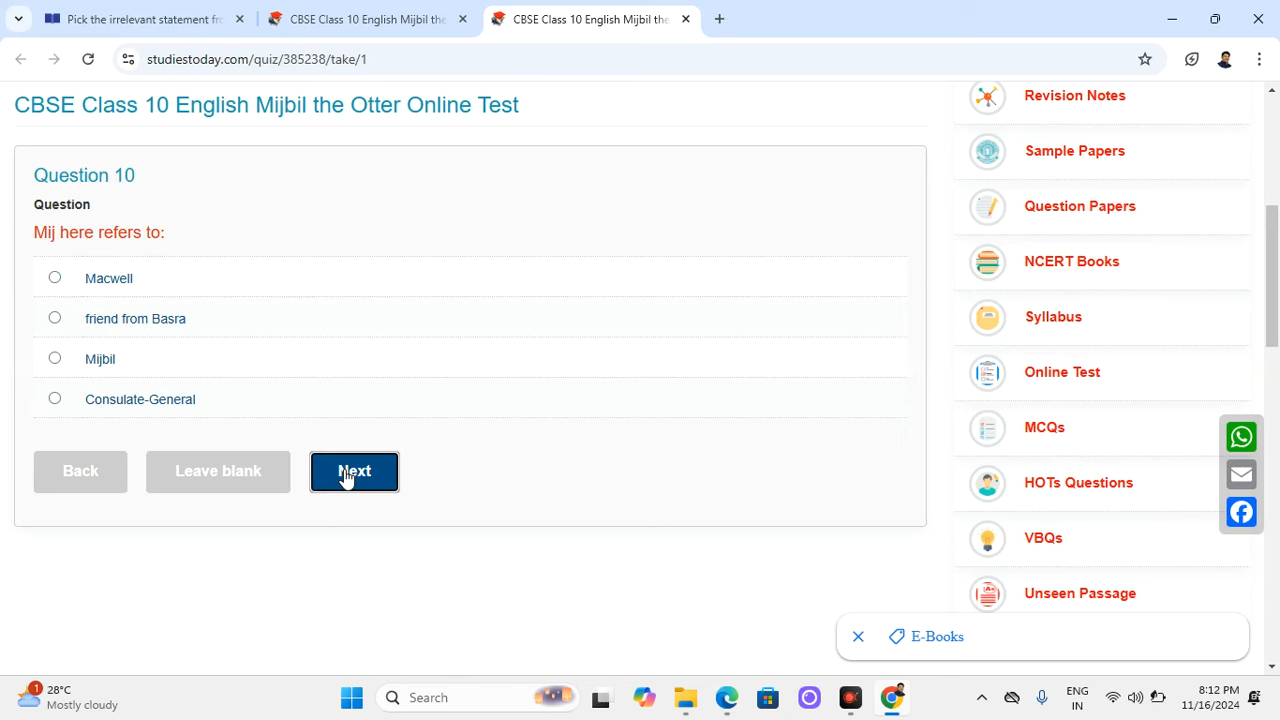 Pick the irrelevant statement fr
CBSE Class 10 English Mijbil the
CBSE Class 10 English Mijbil the
studiestoday.com/quiz/385238/take/1
CBSE Class 10 English Mijbil the Otter Online Test
Question 10
Question
Mij here refers to:
Macwell
friend from Basra
Mijbil
Consulate-General
Back
Leave blank
Next
Revision Notes
Sample Papers
Question Papers
NCERT Books
Syllabus
Online Test
MCQs
HOTs Questions
VBQs
Unseen Passage
E-Books
1
28°C
Mostly cloudy
Search
ENG
IN
8:12 PM
11/16/2024